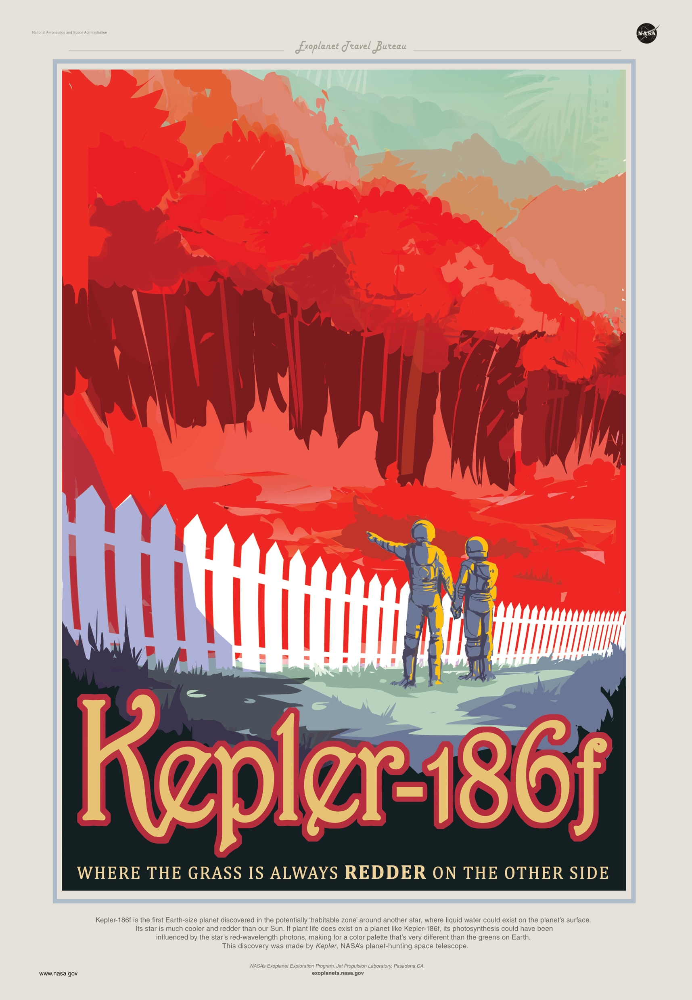 National Aeronautics and Space Administration
NASA
Exoplanet Travel Bureau
Kepler-186f
WHERE THE GRASS IS ALWAYS REDDER ON THE OTHER SIDE
Kepler-186f is the first Earth-size planet discovered in the potentially ‘habitable zone’ around another star, where liquid water could exist on the planet’s surface.
Its star is much cooler and redder than our Sun. If plant life does exist on a planet like Kepler-186f, its photosynthesis could have been
influenced by the star’s red-wavelength photons, making for a color palette that’s very different than the greens on Earth.
This discovery was made by Kepler, NASA’s planet-hunting space telescope.
NASA’s Exoplanet Exploration Program. Jet Propulsion Laboratory, Pasadena CA.
exoplanets.nasa.gov
www.nasa.gov